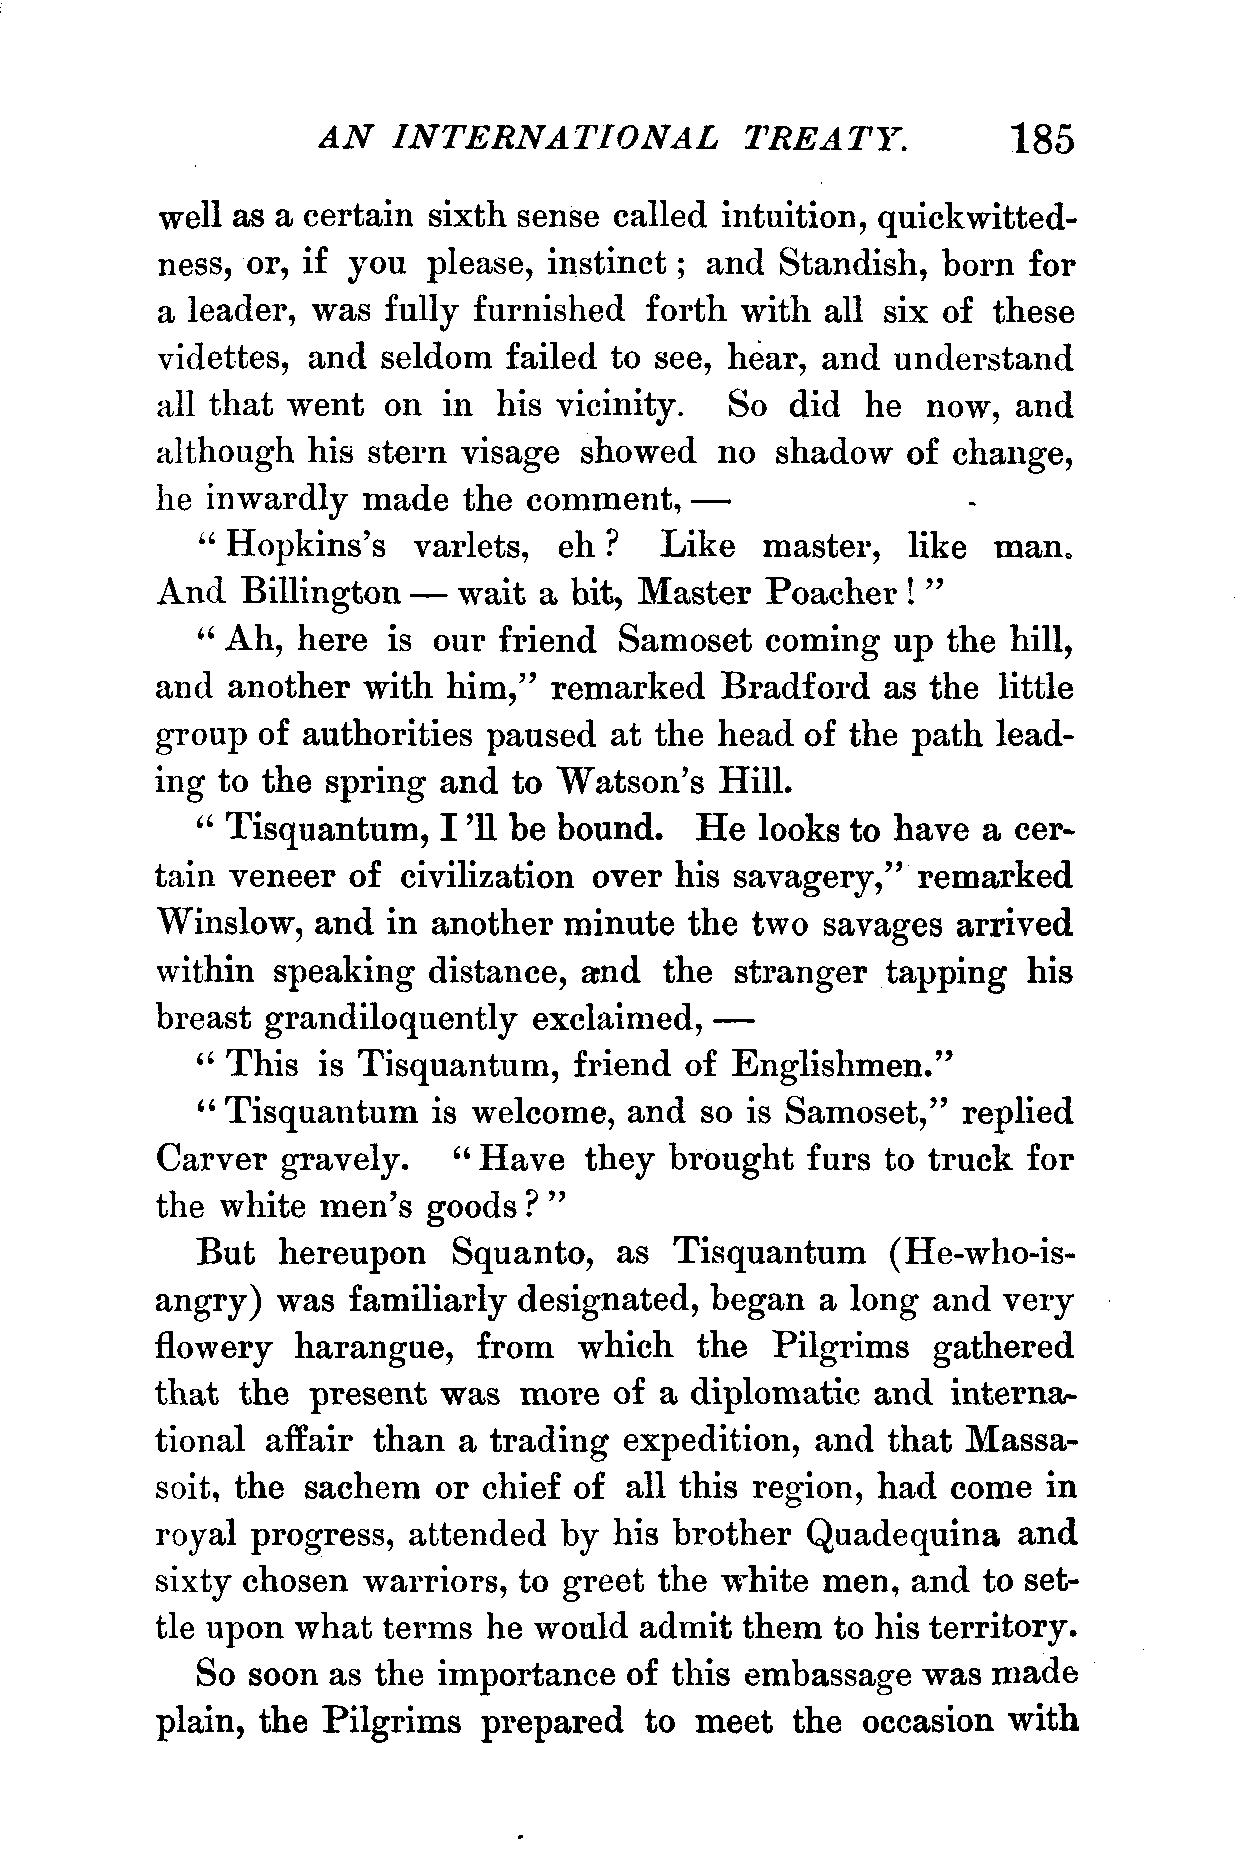 AN INTERNATIONAL TREATY. 185
well as a certain sixth sense called intuition, quickwitted-
ness, or, if you please, instinct ; and Standish, born for
a leader, was fully furnished forth with all six of these
videttes, and seldom failed to see, hear, and understand
all that went on in his vicinity. So did he now, and
although his stern visage showed no shadow of change,
he inwardly made the comment, —
" Hopkins's varlets, eh ? Like master, like man.
And Billington — wait a bit, Master Poacher ! "
" Ah, here is our friend Samoset coming up the hill,
and another with him," remarked Bradford as the little
group of authorities paused at the head of the path lead-
ing to the spring and to Watson's Hill.
" Tisquantum, I 'll be bound. He looks to have a cer-
tain veneer of civilization over his savagery," remarked
Winslow, and in another minute the two savages arrived
within speaking distance, and the stranger tapping his
breast grandiloquently exclaimed, —
" This is Tisquantum, friend of Englishmen."
" Tisquantum is welcome, and so is Samoset," replied
Carver gravely. " Have they brought furs to truck for
the white men's goods ? "
But hereupon Squanto, as Tisquantum (He-who-is-
angry) was familiarly designated, began a long and very
flowery harangue, from which the Pilgrims gathered
that the present was more of a diplomatic and interna-
tional affair than a trading expedition, and that Massa-
soit, the sachem or chief of all this region, had come in
royal progress, attended by his brother Quadequina and
sixty chosen warriors, to greet the white men, and to set-
tle upon what terms he would admit them to his territory.
So soon as the importance of this embassage was made
plain, the Pilgrims prepared to meet the occasion with